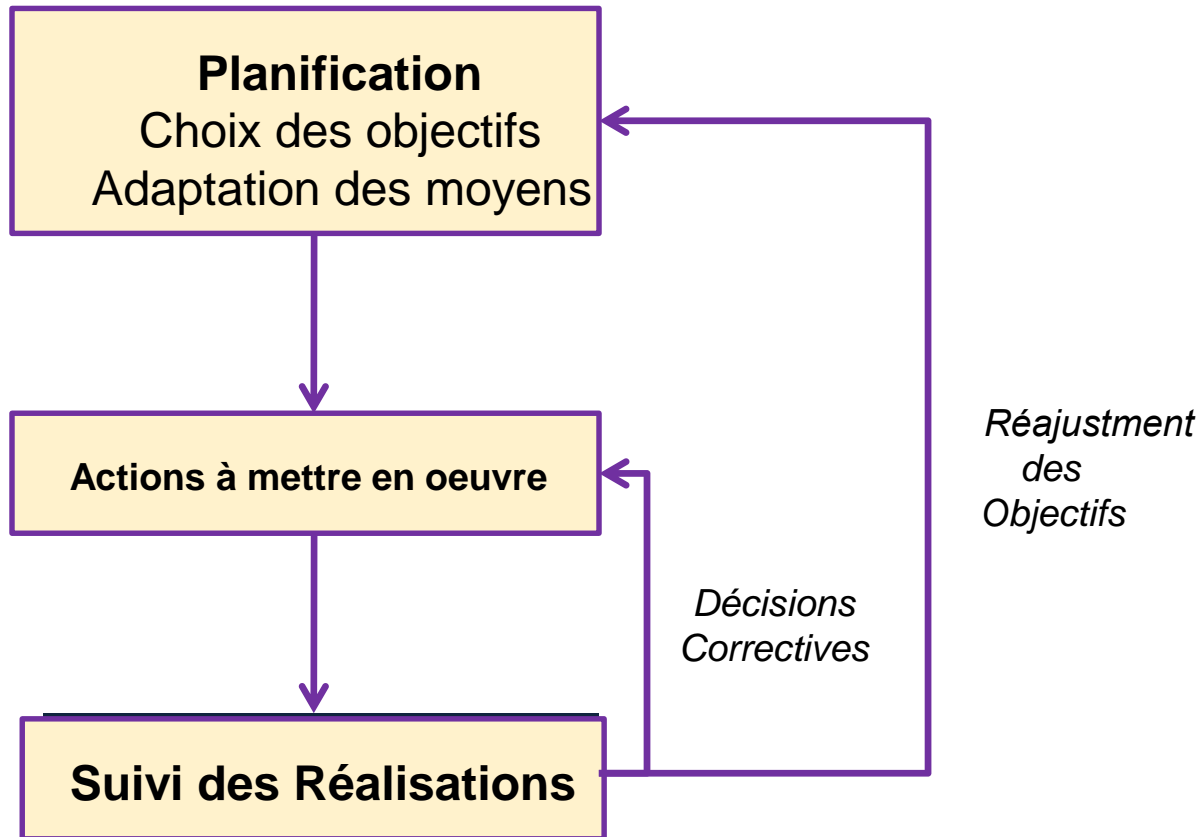 Planification
Choix des objectifs
Adaptation des moyens
Actions à mettre en oeuvre
Réajustment
des
Objectifs
Décisions
Correctives
Suivi des Réalisations